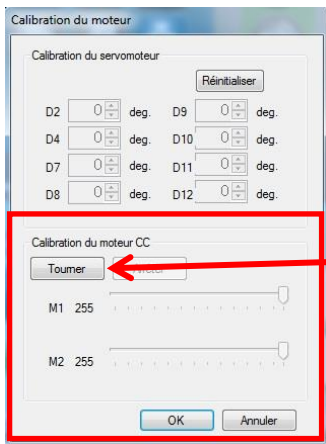 Calibration du moteur
Calibration du servomoteur
Réinitialiser
D2 0 deg. D9 0 deg.
D4 0 deg. D10 0 deg.
D7 0 deg. D11 0 deg.
D8 0 deg. D12 0 deg.
Calibration du moteur CC
Tourner
M1 255
M2 255
OK Annuler